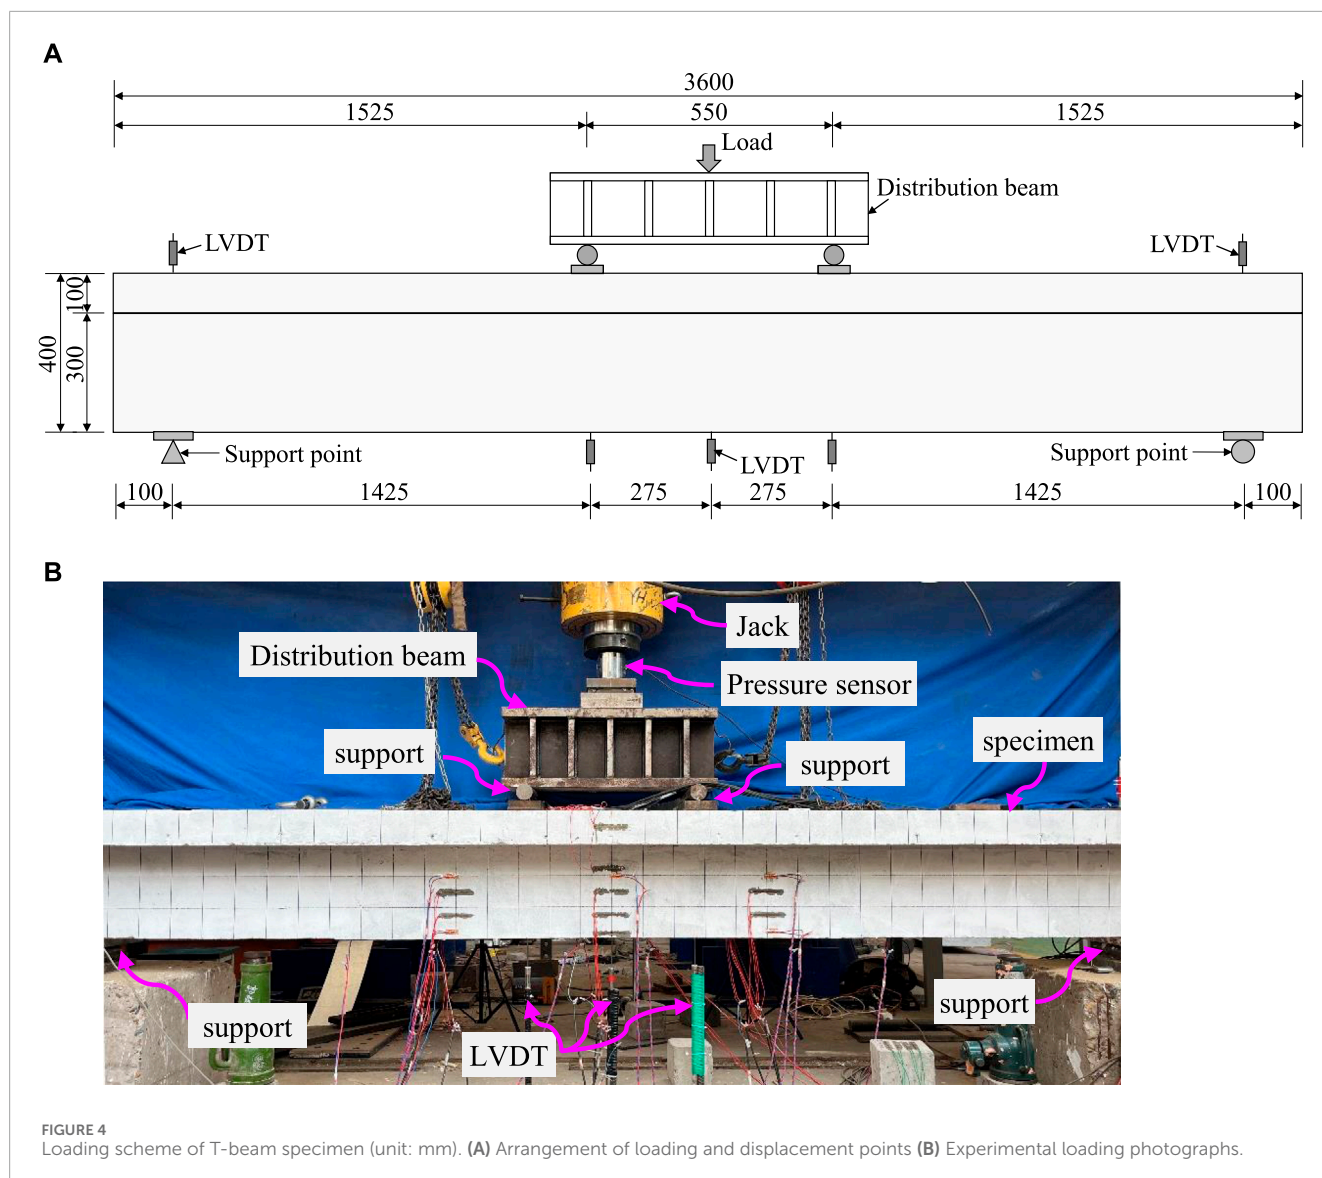 A
3600
1525 550 1525
Load
Distribution beam
LVDT
LVDT
100
400
300
Support point
LVDT
Support point
100 1425 275 275 1425 100
B
Jack
Distribution beam
Pressure sensor
specimen
support
support
support
LVDT
support
FIGURE 4
Loading scheme of T-beam specimen (unit: mm). (A) Arrangement of loading and displacement points (B) Experimental loading photographs.